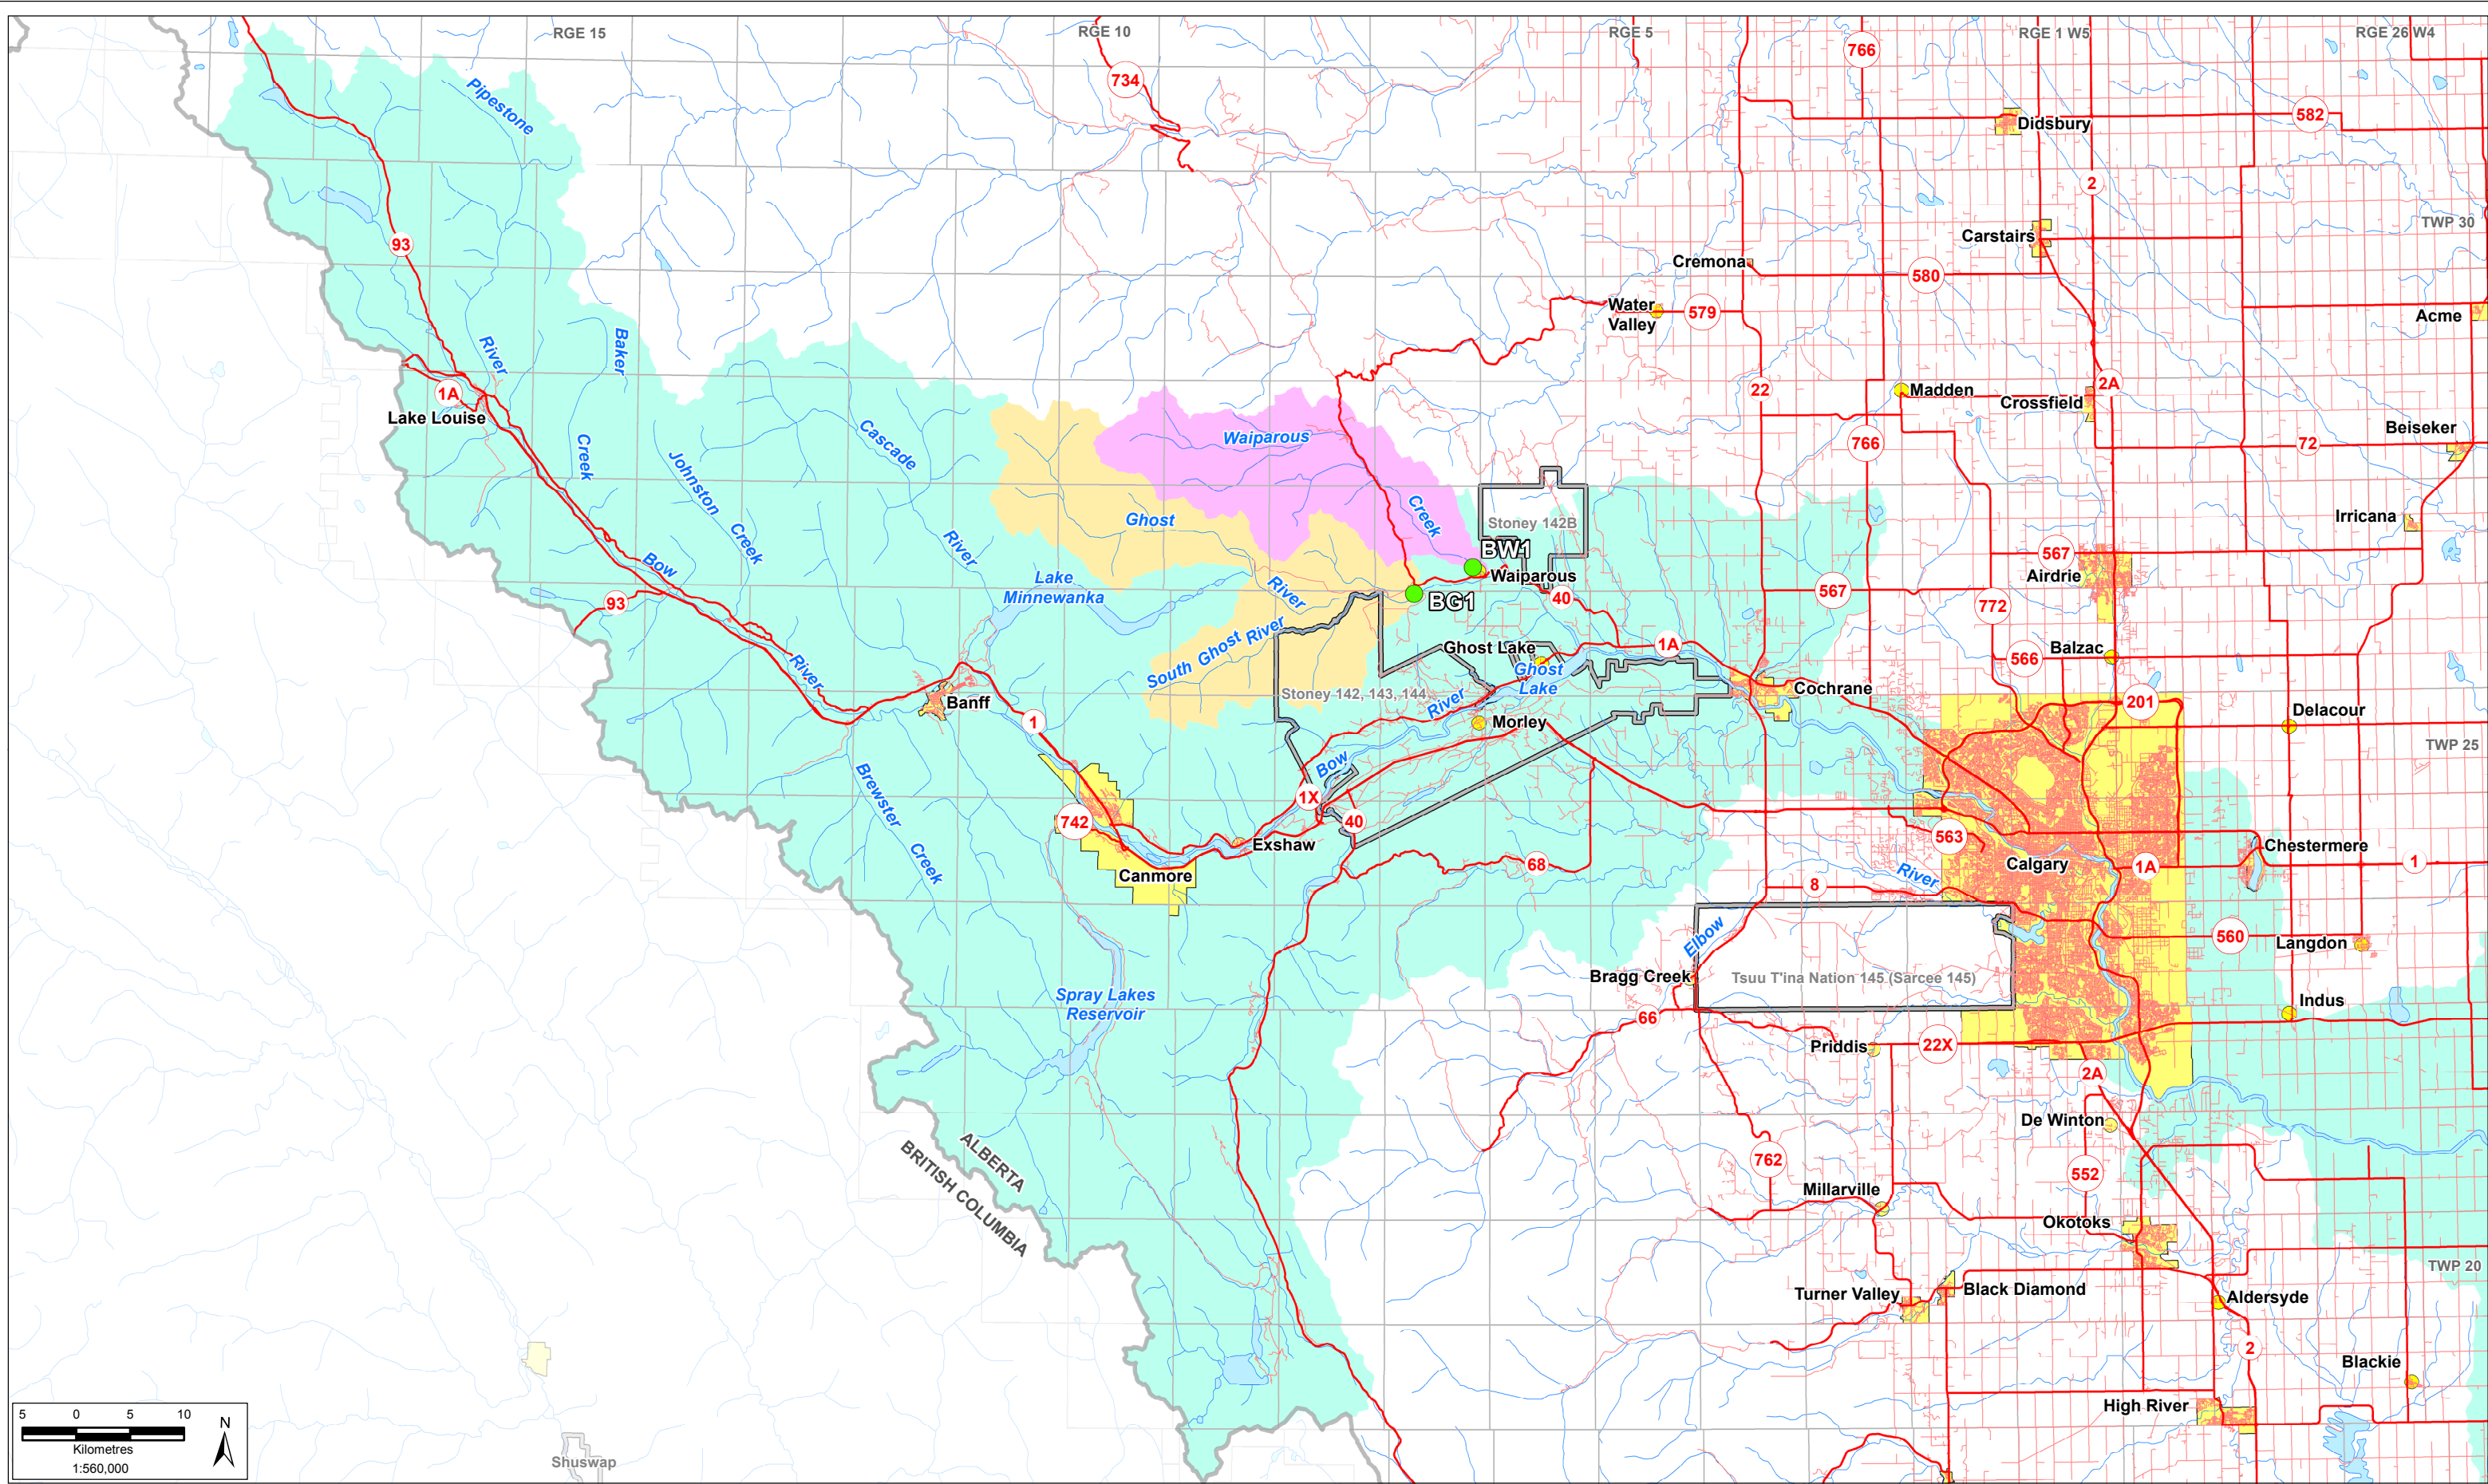 RGE 15
RGE 10
RGE 5
RGE 1 W5
RGE 26 W4
734
766
582
Didsbury
Pipestone
2
Carstairs
TWP 30
93
Cremona
580
Water
Valley
579
Acme
River
Baker
1A
Lake Louise
22
Madden
2A
Crossfield
Creek
Johnston
Creek
Cascade
River
Waiparous
Creek
766
72
Beiseker
Ghost
Stoney 142B
Irricana
BW1
Waiparous
567
Airdrie
Bow
River
93
Lake
Minnewanka
River
BG1
40
567
772
South Ghost River
Ghost Lake
1A
Balzac
566
Ghost
Lake
Stoney 142, 143, 144
River
Cochrane
Banff
1
Morley
201
Delacour
TWP 25
Bow
1X
Brewster
Creek
742
40
Exshaw
563
Chestermere
Canmore
68
Calgary
1A
1
River
8
Elbow
560
Langdon
Bragg Creek
Tsuu T'ina Nation 145 (Sarcee 145)
Spray Lakes
Reservoir
Indus
66
Priddis
22X
2A
De Winton
ALBERTA
BRITISH COLUMBIA
762
552
Millarville
Okotoks
TWP 20
Turner Valley
Black Diamond
Aldersyde
2
Blackie
High River
5 0 5 10
N
Kilometres
1:560,000
Shuswap